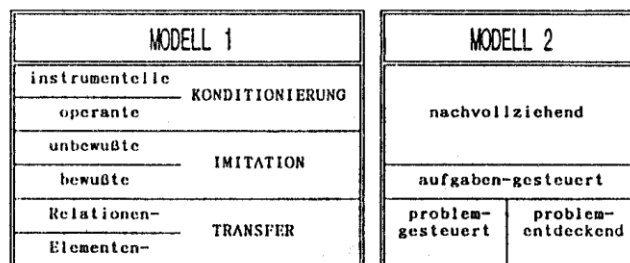 MODELL 1
instrumentelle
KONDITIONIERUNG
operante
unbewußte
IMITATION
bewußte
Relationen-
TRANSFER
Elementen-
MODELL 2
nachvollziehend
aufgaben-gesteuert
problem-
gesteuert
problem-
entdeckend